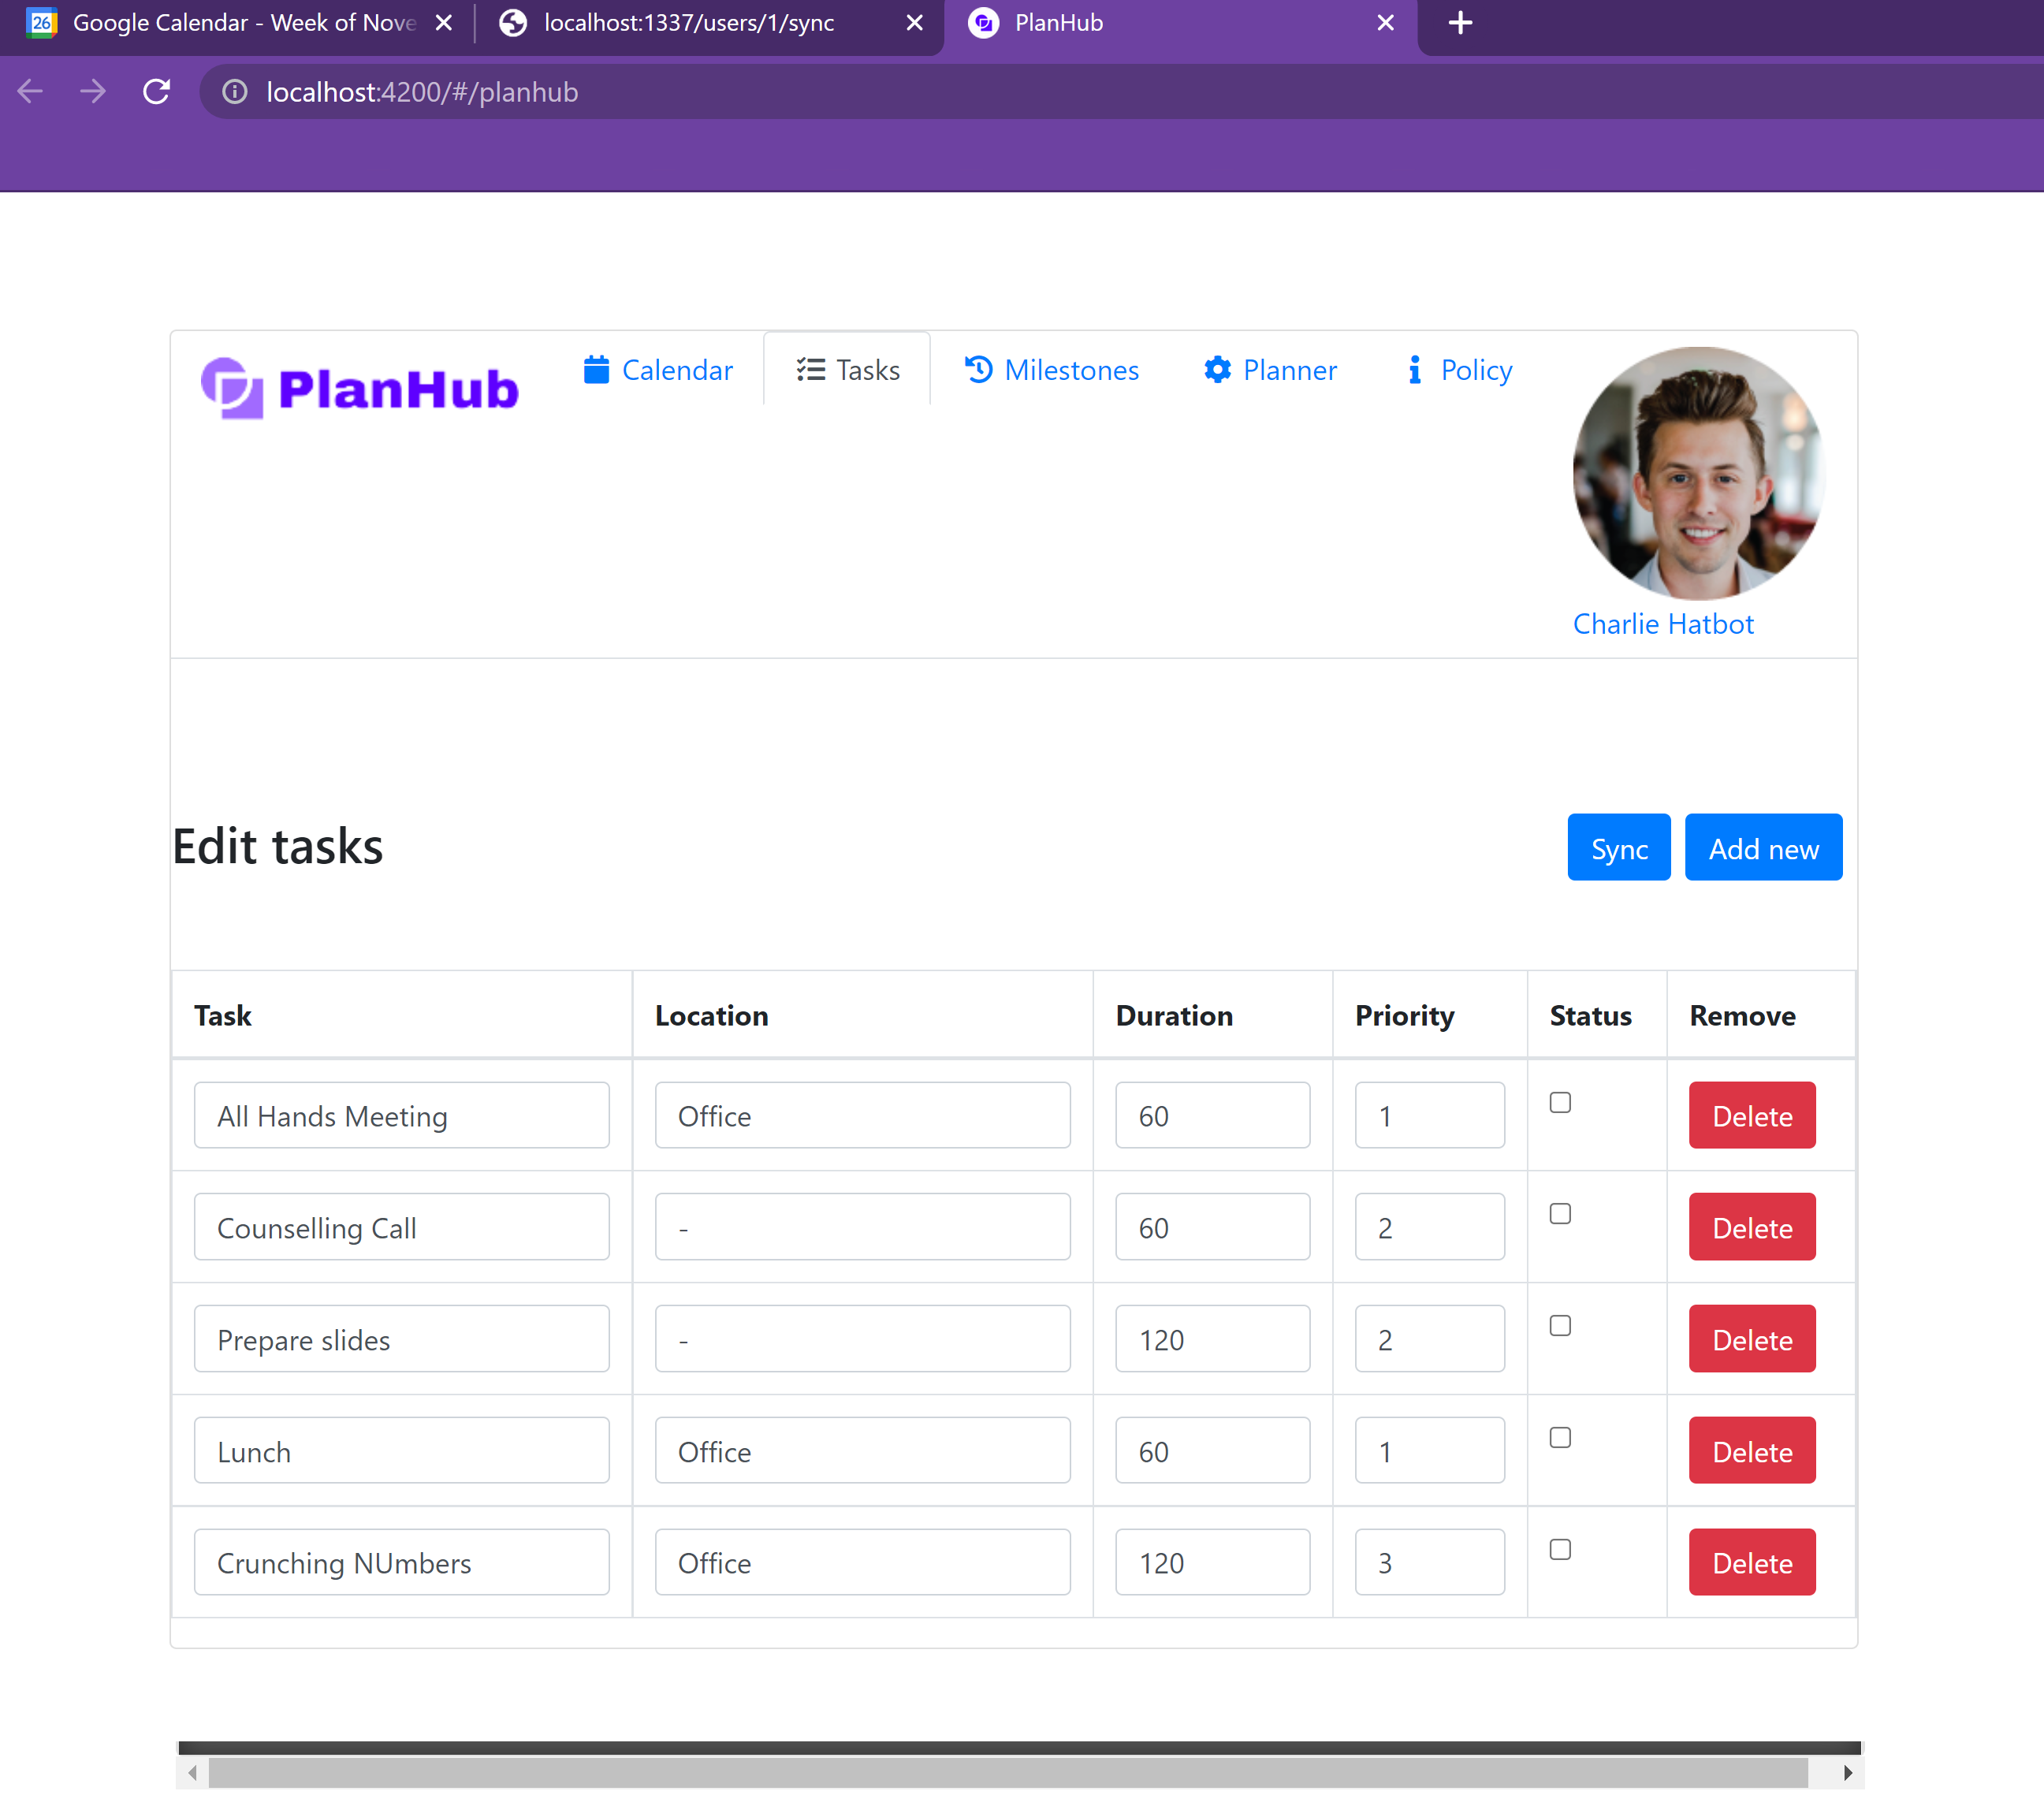 26 Google Calendar - Week of Nove
localhost:1337/users/1/sync
PlanHub
localhost:4200/#/planhub
PlanHub
Calendar
Tasks
Milestones
Planner
Policy
Charlie Hatbot
Edit tasks
Sync
Add new
Task Location Duration Priority Status Remove
All Hands Meeting Office 60 1 Delete
Counselling Call - 60 2 Delete
Prepare slides - 120 2 Delete
Lunch Office 60 1 Delete
Crunching NUmbers Office 120 3 Delete